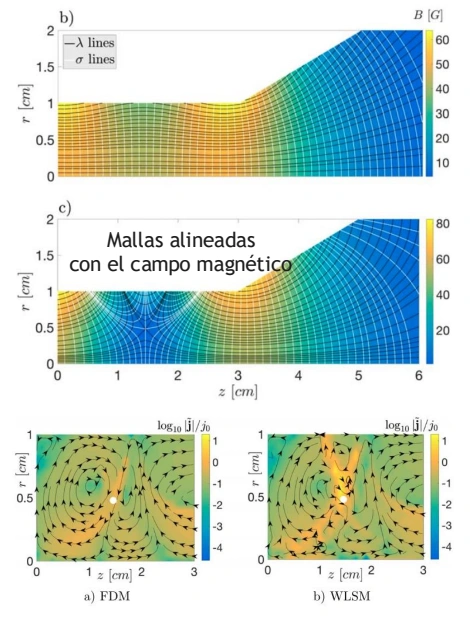 b)
B [G]
—λ lines
σ lines
r [cm]
2
1.5
1
0.5
0
60
50
40
30
20
10
c)
Mallas alineadas
con el campo magnético
r [cm]
2
1.5
1
0.5
0
80
60
40
20
0 1 2 3 4 5 6
z [cm]
log₁₀ |j̃|/j₀
r [cm]
1
0.5
0
1
0
-1
-2
-3
-4
0 1 2 3
z [cm]
a) FDM
log₁₀ |j̃|/j₀
r [cm]
1
0.5
0
1
0
-1
-2
-3
-4
0 1 2 3
z [cm]
b) WLSM